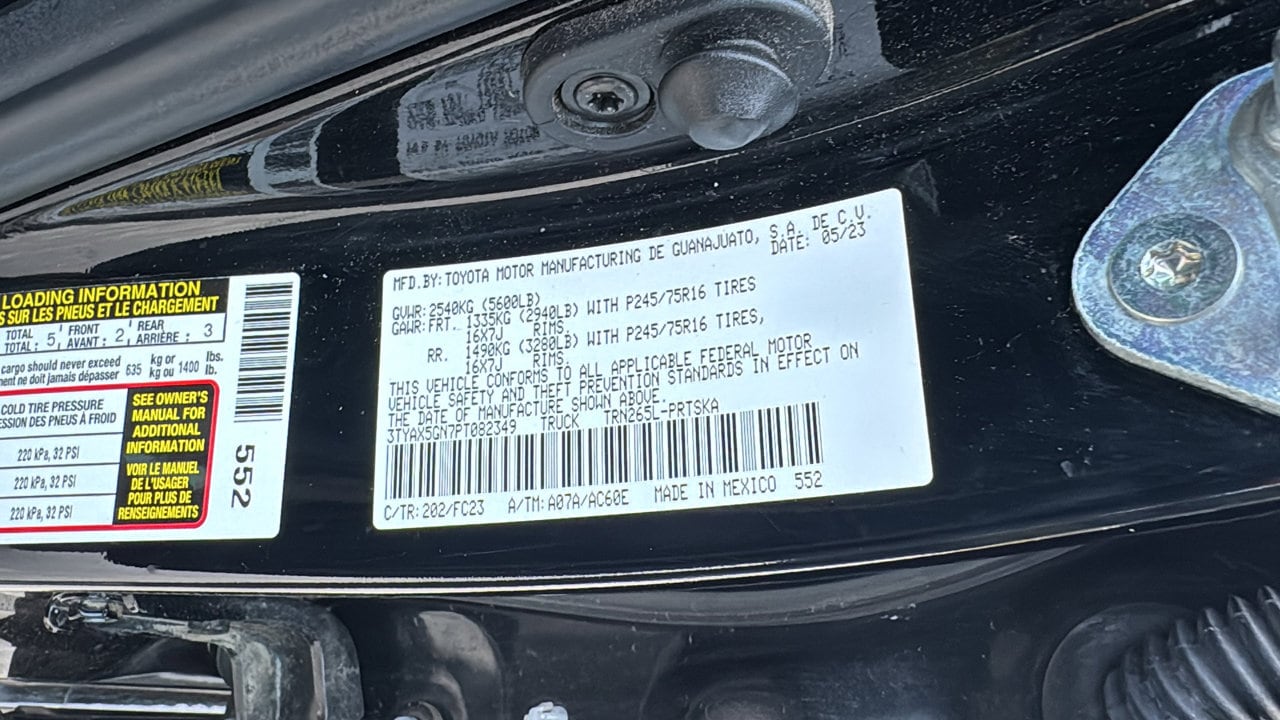 LOADING INFORMATION
S SUR LES PNEUS ET LE CHARGEMENT
TOTAL 5 FRONT 2 REAR 3
TOTAL : AVANT : ARRIÈRE :
cargo should never exceed 635 kg or 1400 lbs.
ment ne doit jamais dépasser kg ou lb.
COLD TIRE PRESSURE
ESSION DES PNEUS À FROID
220 kPa, 32 PSI
220 kPa, 32 PSI
220 kPa, 32 PSI
SEE OWNER'S
MANUAL FOR
ADDITIONAL
INFORMATION
VOIR LE MANUEL
DE L'USAGER
POUR PLUS DE
RENSEIGNEMENTS
552
MFD.BY:TOYOTA MOTOR MANUFACTURING DE GUANAJUATO, S.A. DE C.V.
DATE: 05/23
GVWR:2540KG (5600LB)
GAWR:FRT. 1335KG (2940LB) WITH P245/75R16 TIRES
16X7J RIMS,
RR. 1490KG (3280LB) WITH P245/75R16 TIRES,
16X7J RIMS.
THIS VEHICLE CONFORMS TO ALL APPLICABLE FEDERAL MOTOR
VEHICLE SAFETY AND THEFT PREVENTION STANDARDS IN EFFECT ON
THE DATE OF MANUFACTURE SHOWN ABOVE.
3TYAX5GN7PT082349 TRUCK TRN265L-PRTSKA
C/TR:202/FC23 A/TM:A07A/AC60E MADE IN MEXICO 552